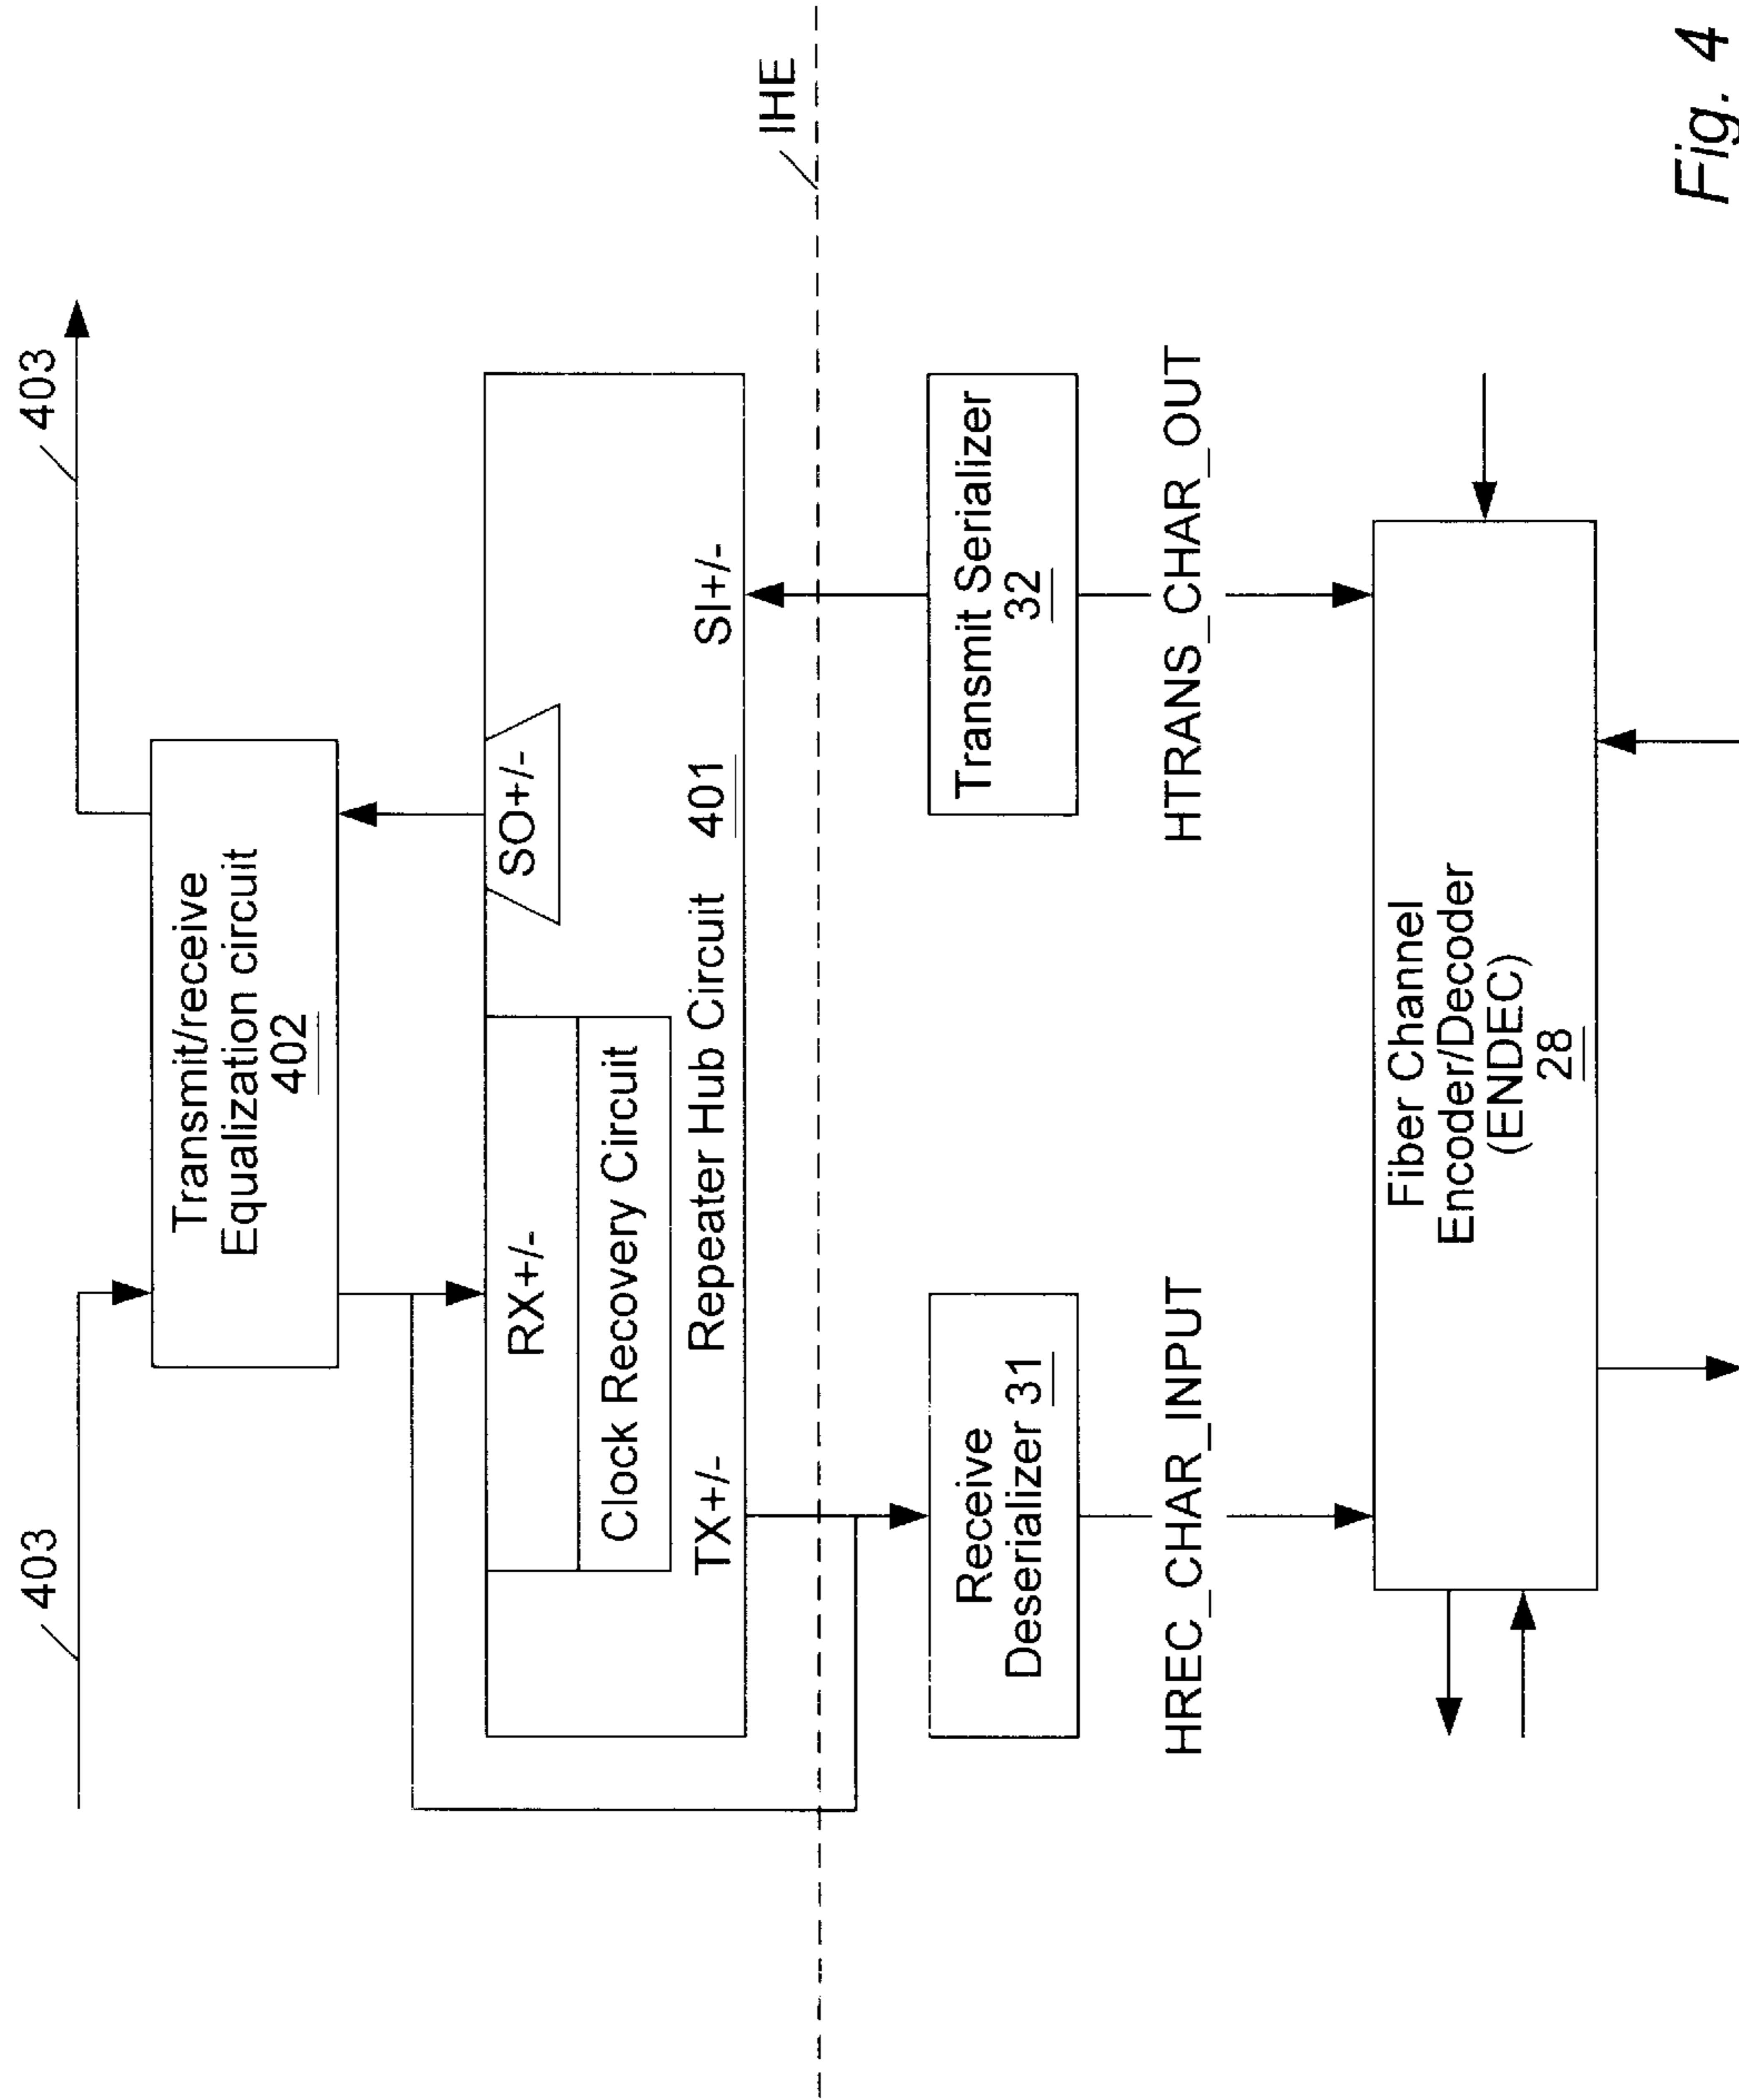 403
403
Transmit/receive
Equalization circuit
402
RX+/-
Clock Recovery Circuit
SO+/-
TX+/-
Repeater Hub Circuit 401
SI+/-
IHE
Receive
Deserializer 31
Transmit Serializer
32
HREC_CHAR_INPUT
HTRANS_CHAR_OUT
Fiber Channel
Encoder/Decoder
(ENDEC)
28
Fig. 4